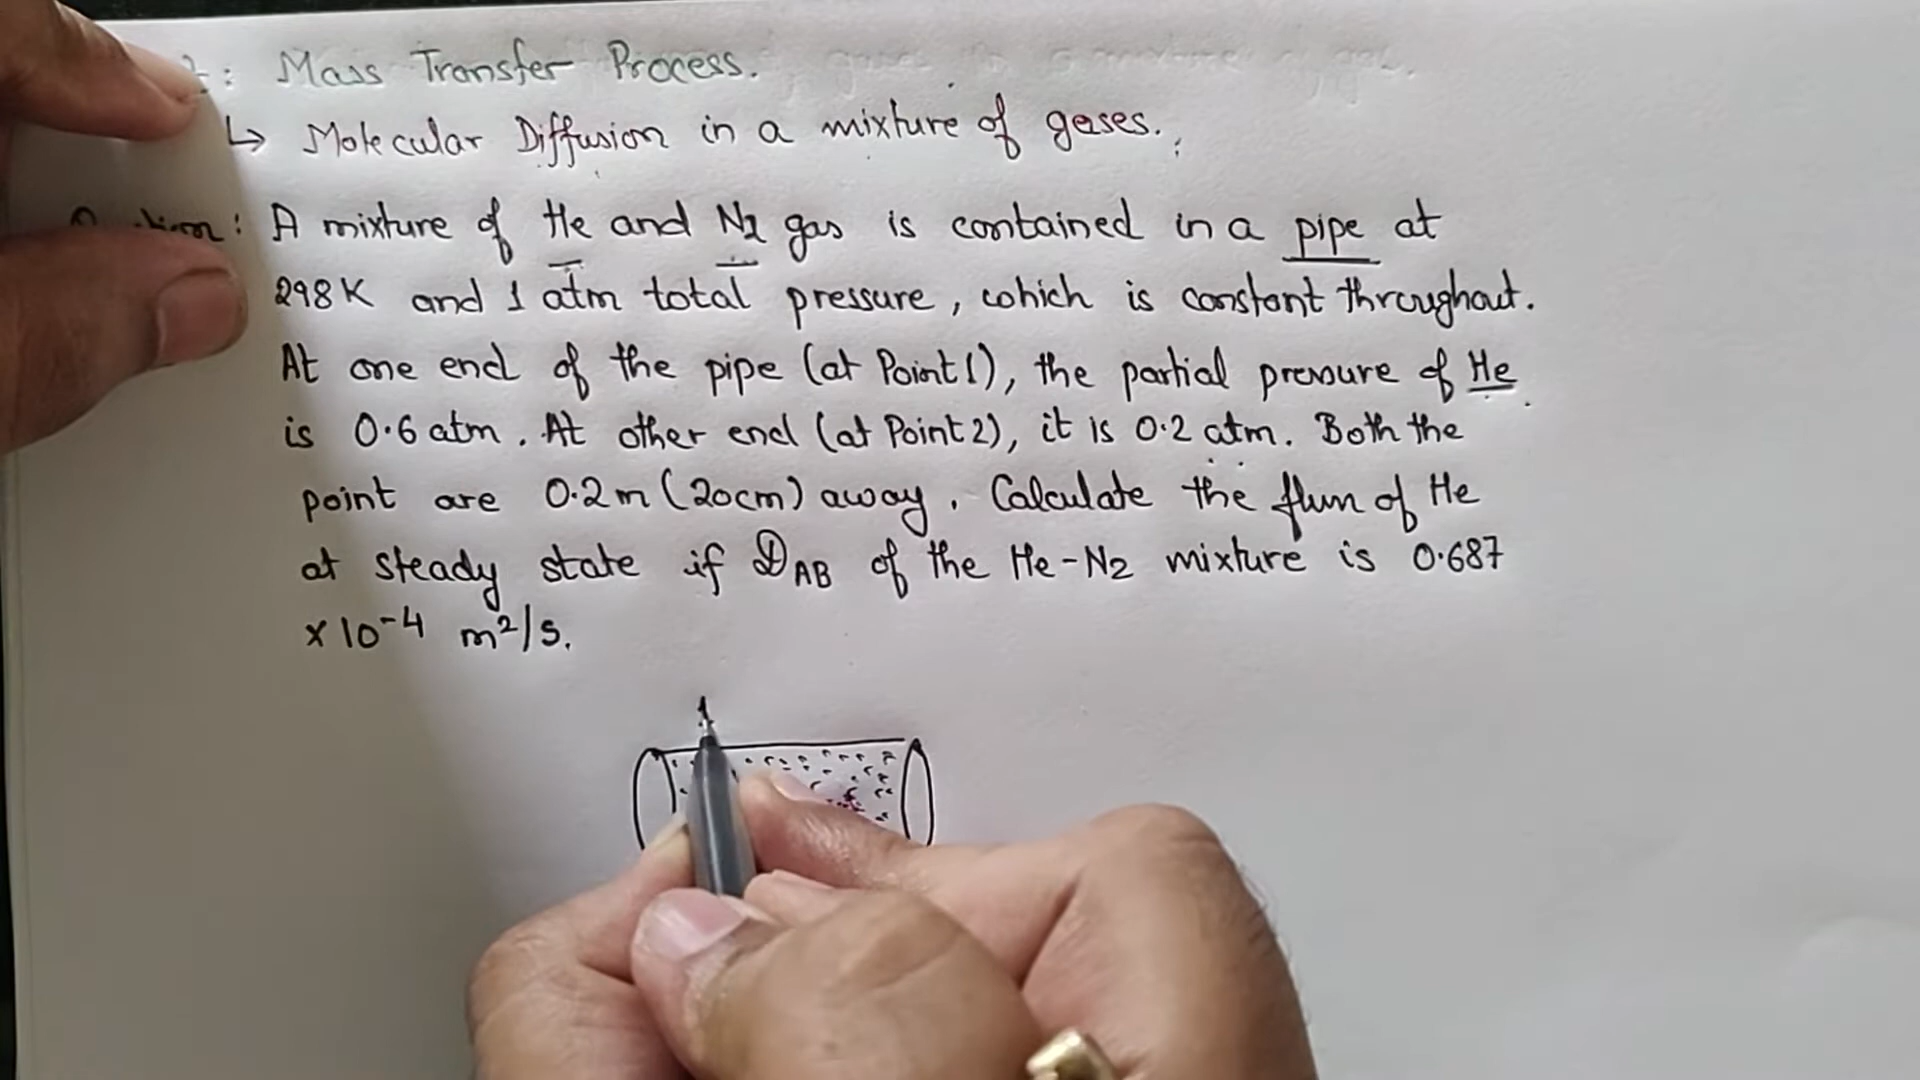 : Mass Transfer Process.
↳ Molecular Diffusion in a mixture of gases.
: A mixture of He and N2 gas is contained in a pipe at
298K and 1 atm total pressure, which is constant throughout.
At one end of the pipe (at Point 1), the partial pressure of He
is 0.6 atm. At other end (at Point 2), it is 0.2 atm. Both the
point are 0.2m (20cm) away. Calculate the flux of He
at steady state if DAB of the He-N2 mixture is 0.687
x 10-4 m2/s.